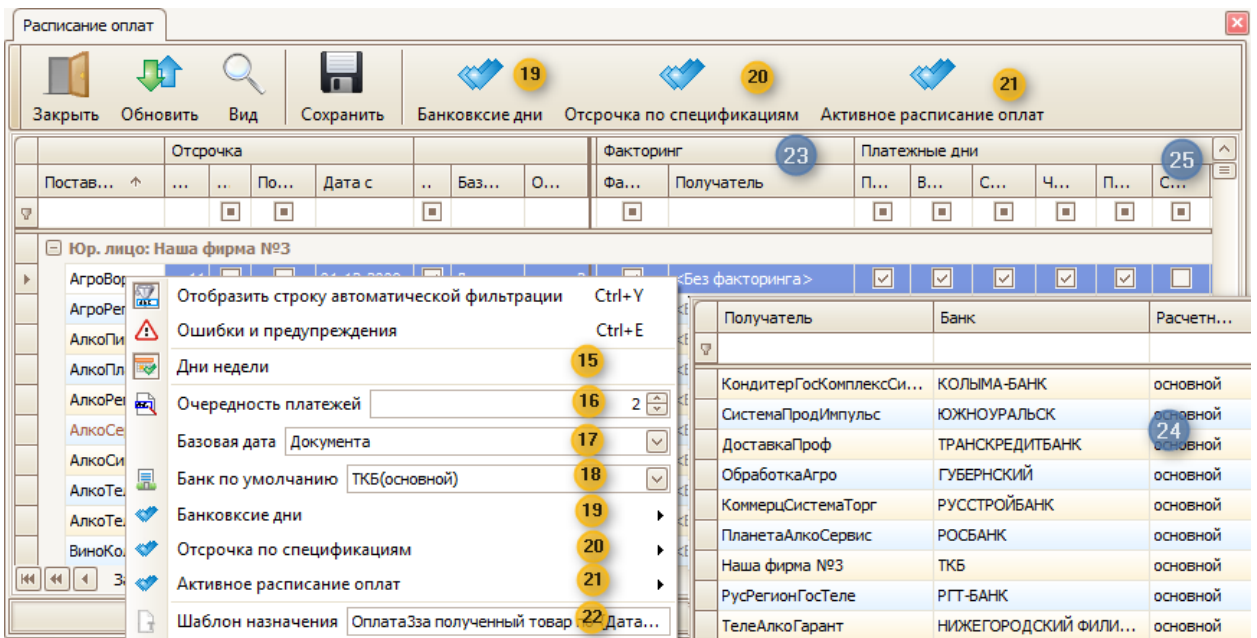 Расписание оплат
Закрыть Обновить Вид Сохранить Банковксие дни 19 Отсрочка по спецификациям 20 Активное расписание оплат 21
Отсрочка Факторинг 23 Платежные дни 25
Постав... ... .. По... Дата с .. Баз... О... Фа... Получатель П... В... С... Ч... П... С...
Юр. лицо: Наша фирма №3
АгроВор <Без факторинга>
АгроРег
АлкоПи
АлкоПл
АлкоРег
АлкоСе
АлкоСи
АлкоТе.
АлкоТе.
ВиноКо.
За
Отобразить строку автоматической фильтрации Ctrl+Y
Ошибки и предупреждения Ctrl+E
Дни недели 15
Очередность платежей 16 2
Базовая дата Документа 17
Банк по умолчанию ТКБ(основной) 18
Банковксие дни 19
Отсрочка по спецификациям 20
Активное расписание оплат 21
Шаблон назначения ОплатаЗза полученный товар 22 Дата...
Получатель Банк Расчетн...
КондитерГосКомплексСи... КОЛЫМА-БАНК основной
СистемаПродИмпульс ЮЖНОУРАЛЬСК основной
ДоставкаПроф ТРАНСКРЕДИТБАНК 24 основной
ОбработкаАгро ГУБЕРНСКИЙ основной
КоммерцСистемаТорг РУССТРОЙБАНК основной
ПланетаАлкоСервис РОСБАНК основной
Наша фирма №3 ТКБ основной
РусРегионГосТеле РГТ-БАНК основной
ТелеАлкоГарант НИЖЕГОРОДСКИЙ ФИЛИ... основной